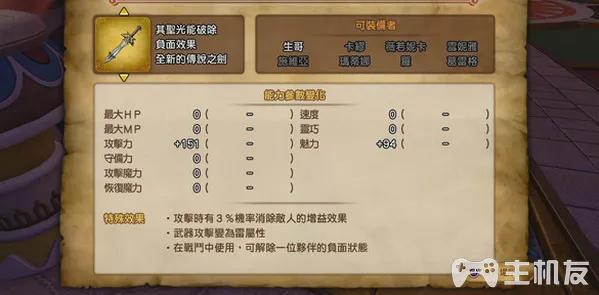 其聖光能破除
負面效果
全新的傳說之劍
可裝備者
生哥 卡繆 薇若妮卡 雪妮雅
施維亞 瑪蒂娜 羅 葛雷格
能力參數變化
最大HP 0 ( - ) 速度 0 ( - )
最大MP 0 ( - ) 靈巧 0 ( - )
攻擊力 +151 ( - ) 魅力 +94 ( - )
守備力 0 ( - )
攻擊魔力 0 ( - )
恢復魔力 0 ( - )
特殊效果 ・攻擊時有3%機率消除敵人的增益效果
・武器攻擊變為雷屬性
・在戰鬥中使用，可解除一位夥伴的負面狀態
主机友